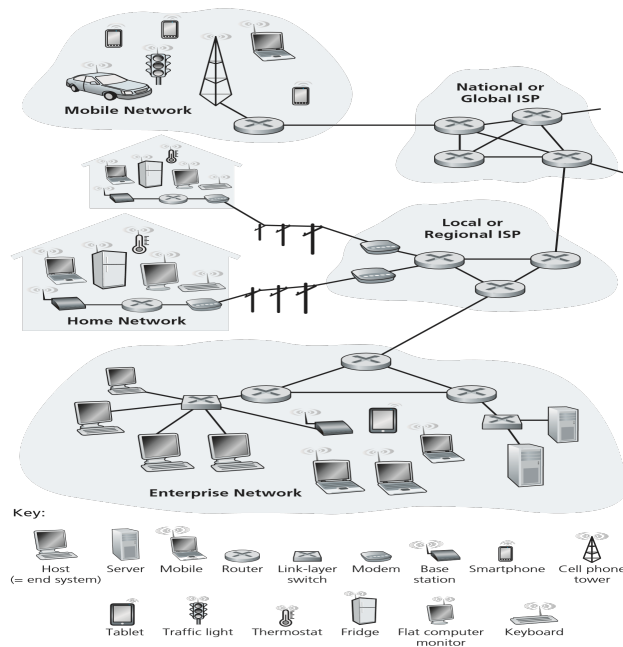 National or
Global ISP
Mobile Network
Local or
Regional ISP
Home Network
Enterprise Network
Key:
Host
(= end system)
Server
Mobile
Router
Link-layer
switch
Modem
Base
station
Smartphone
Cell phone
tower
Tablet
Traffic light
Thermostat
Fridge
Flat computer
monitor
Keyboard